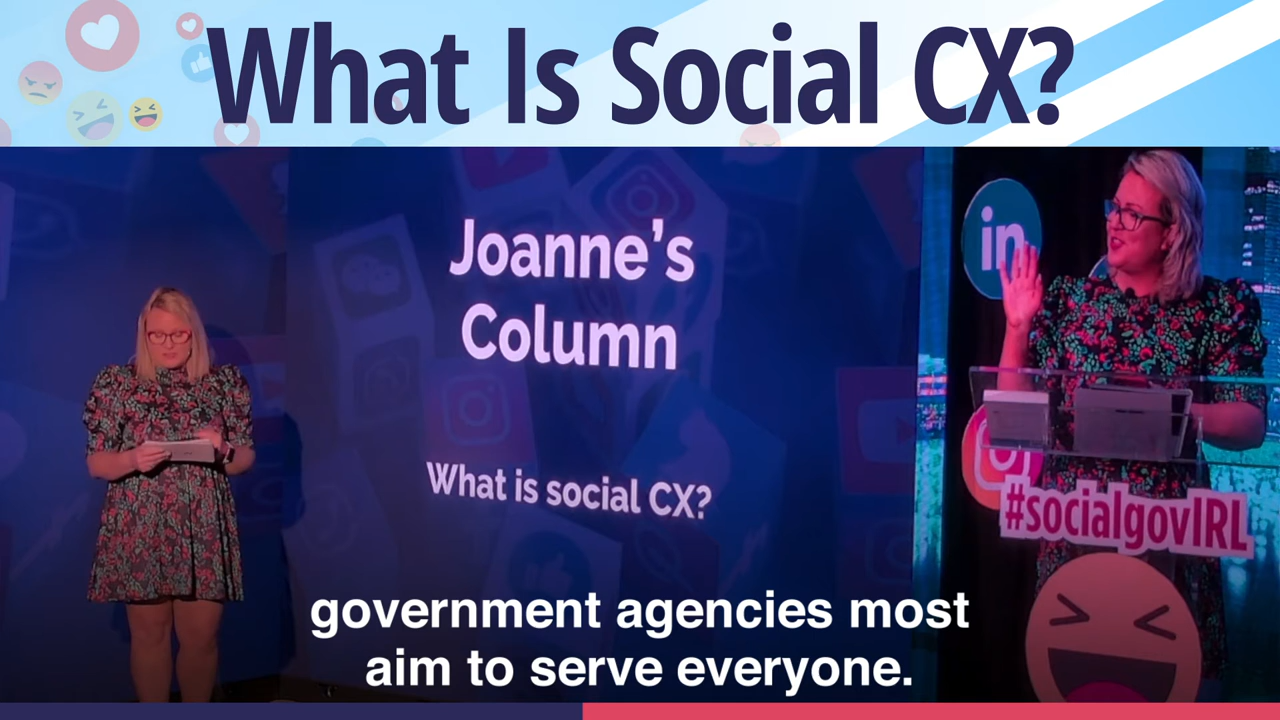 What Is Social CX?
Joanne's
Column
What is social CX?
in
#socialgovIRL
government agencies most
aim to serve everyone.